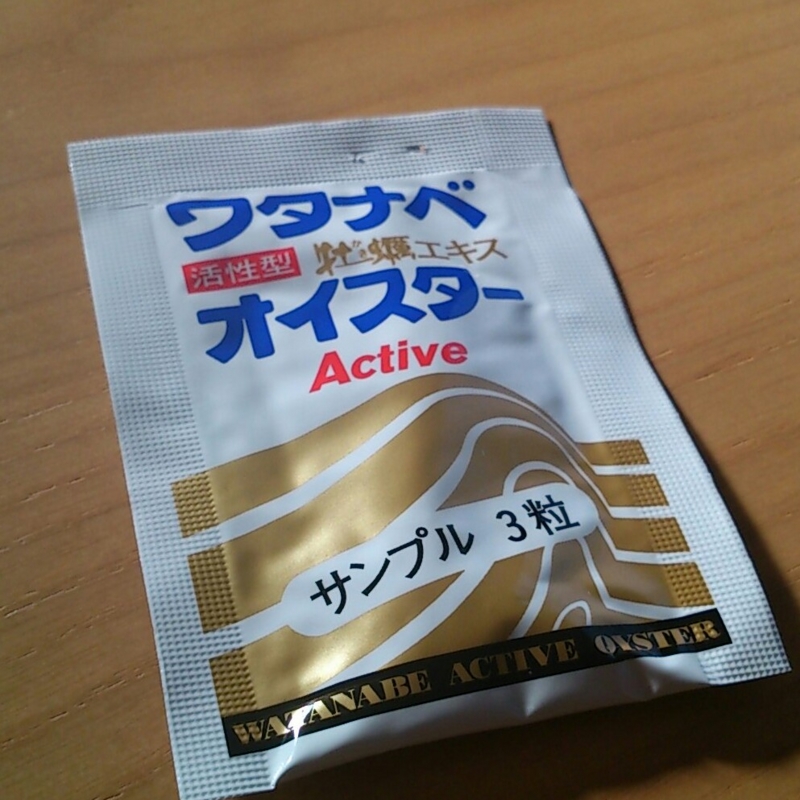 ワタナベ
活性型 牡蠣エキス
オイスター
Active
サンプル 3粒
WATANABE ACTIVE OYSTER